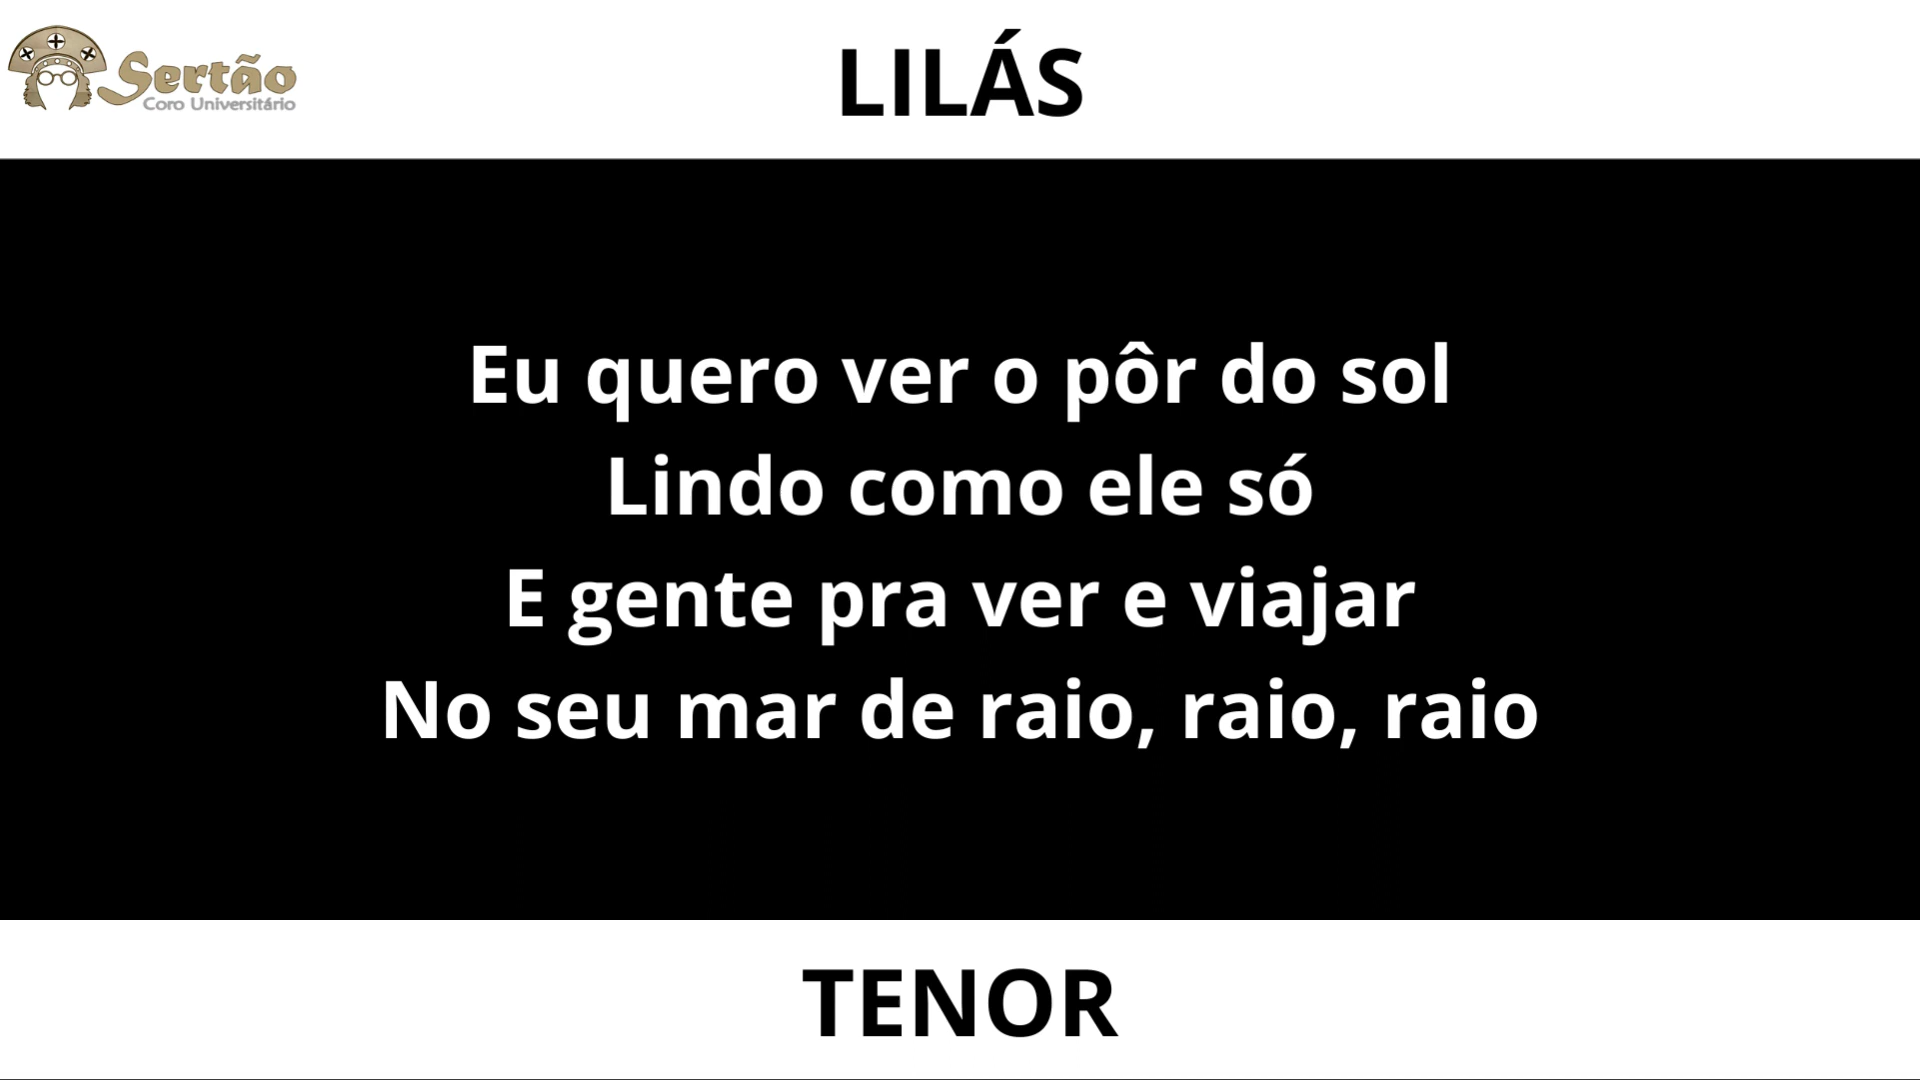 Sertão
Coro Universitário
LILÁS
Eu quero ver o pôr do sol
Lindo como ele só
E gente pra ver e viajar
No seu mar de raio, raio, raio
TENOR